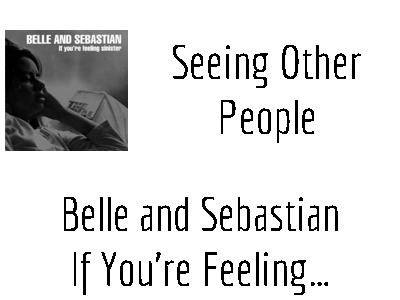 BELLE AND SEBASTIAN
if you're feeling sinister
Seeing Other
People
Belle and Sebastian
If You're Feeling...